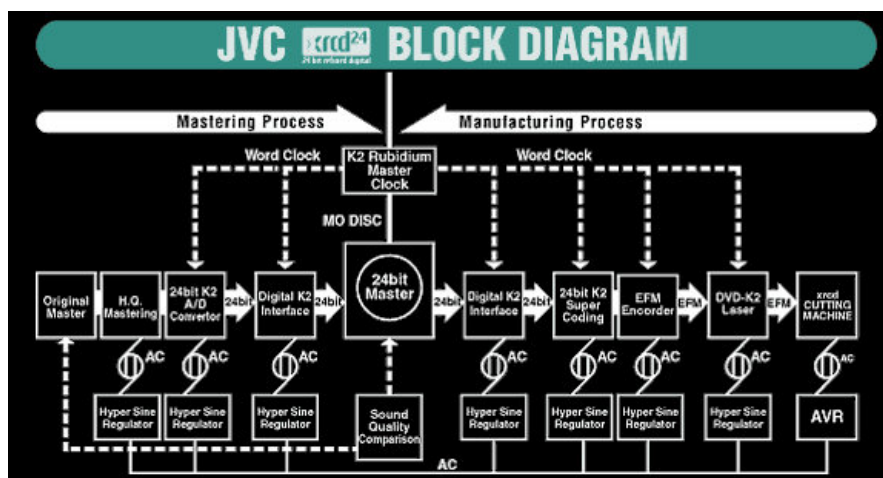 JVC xrcd24 BLOCK DIAGRAM
24 bit refined digital
Mastering Process
Manufacturing Process
Word Clock
K2 Rubidium
Master
Clock
Word Clock
MO DISC
Original
Master
H.Q.
Mastering
24bit K2
A/D
Convertor
24bit
Digital K2
Interface
24bit
24bit
Master
24bit
Digital K2
Interface
24bit
24bit K2
Super
Coding
EFM
Encorder
EFM
DVD-K2
Laser
EFM
xrcd
CUTTING
MACHINE
AC
AC
AC
AC
AC
AC
AC
AC
Hyper Sine
Regulator
Hyper Sine
Regulator
Hyper Sine
Regulator
Sound
Quality
Comparison
Hyper Sine
Regulator
Hyper Sine
Regulator
Hyper Sine
Regulator
Hyper Sine
Regulator
AVR
AC